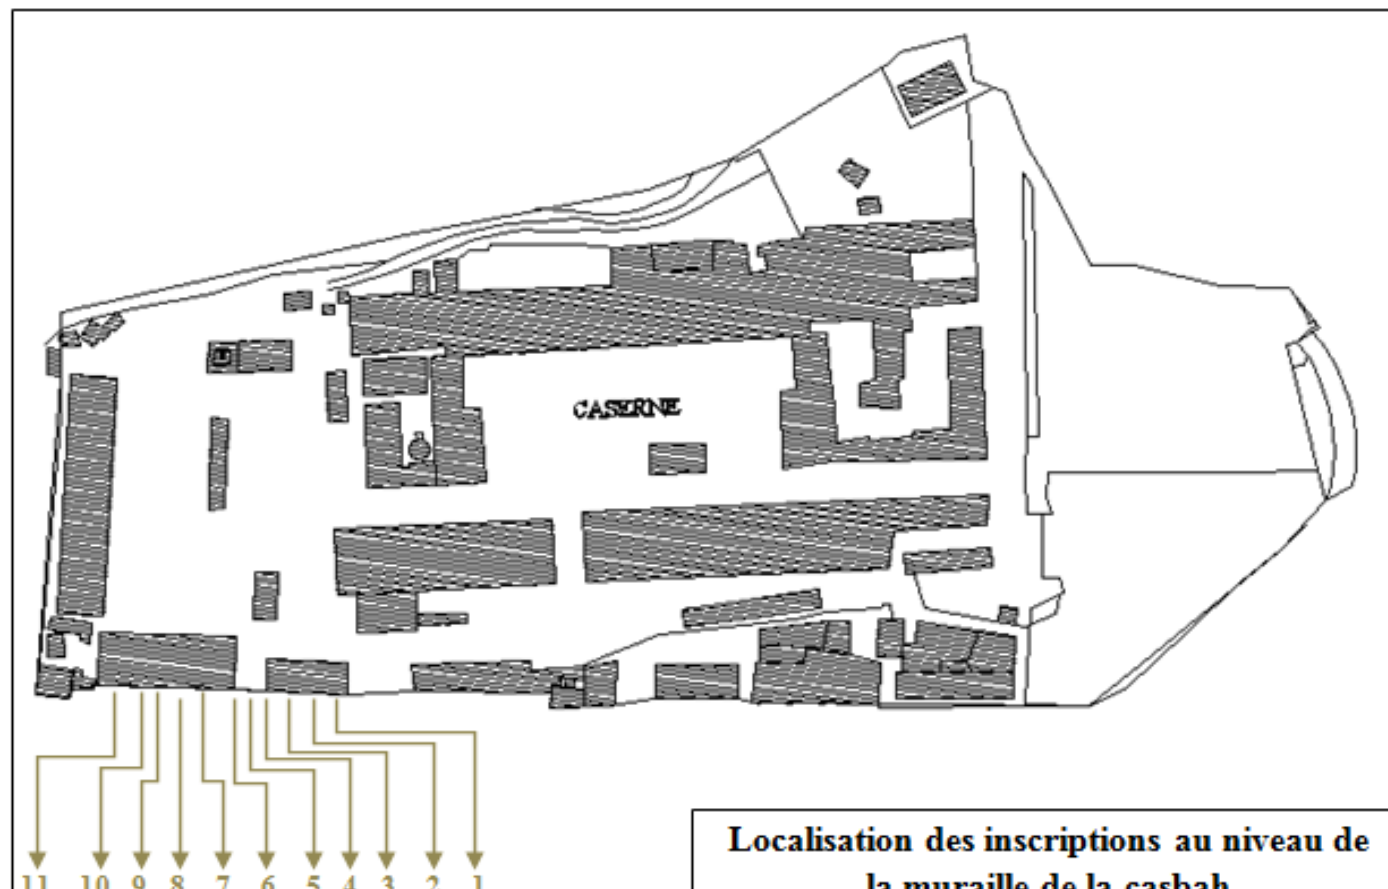 CASERNE
11 10 9 8 7 6 5 4 3 2 1
Localisation des inscriptions au niveau de
la muraille de la casbah